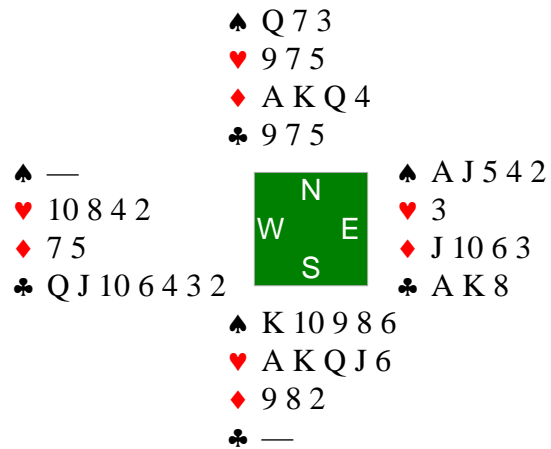 ♠ Q 7 3
♥ 9 7 5
♦ A K Q 4
♣ 9 7 5
♠ —
♥ 10 8 4 2
♦ 7 5
♣ Q J 10 6 4 3 2
N
W E
S
♠ A J 5 4 2
♥ 3
♦ J 10 6 3
♣ A K 8
♠ K 10 9 8 6
♥ A K Q J 6
♦ 9 8 2
♣ —